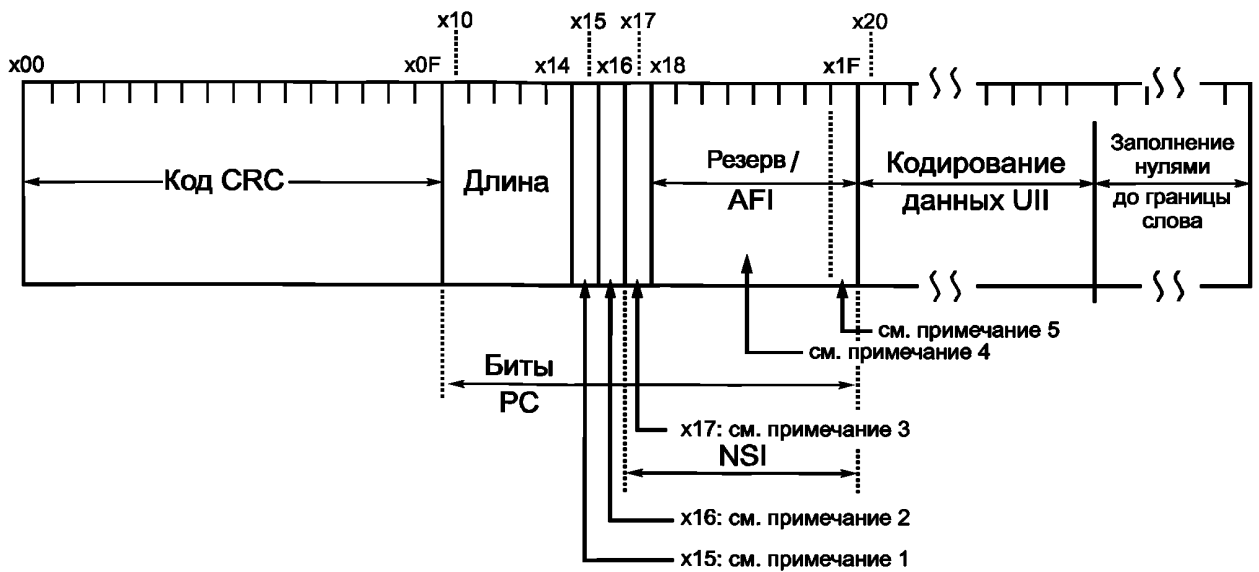 x10
x15
x17
x20
x00
x0F
x14
x16
x18
x1F
Код CRC
Длина
Резерв /
AFI
Кодирование
данных UII
Заполнение
нулями
до границы
слова
см. примечание 5
см. примечание 4
Биты
PC
x17: см. примечание 3
NSI
x16: см. примечание 2
x15: см. примечание 1